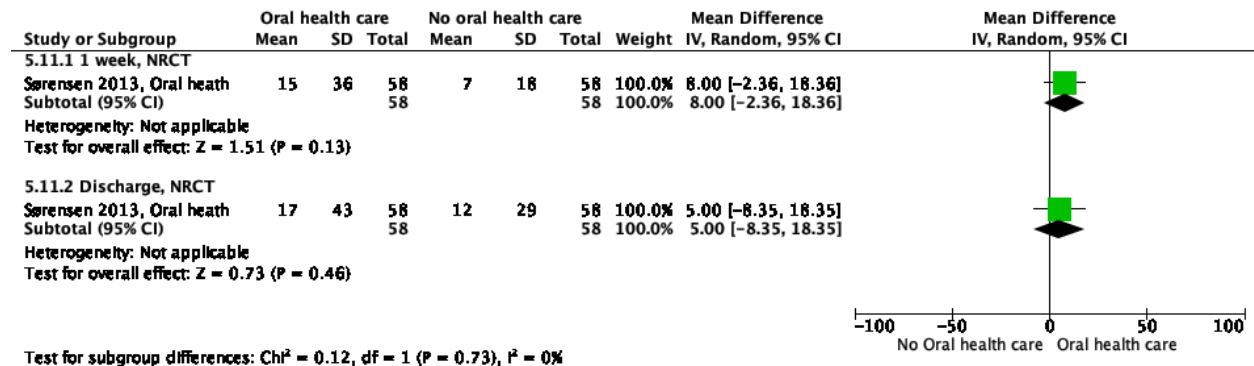 Oral health care No oral health care Mean Difference Mean Difference
Study or Subgroup Mean SD Total Mean SD Total Weight IV, Random, 95% CI IV, Random, 95% CI
5.11.1 1 week, NRCT
Sørensen 2013, Oral heath 15 36 58 7 18 58 100.0% 8.00 [-2.36, 18.36]
Subtotal (95% CI) 58 58 100.0% 8.00 [-2.36, 18.36]
Heterogeneity: Not applicable
Test for overall effect: Z = 1.51 (P = 0.13)
5.11.2 Discharge, NRCT
Sørensen 2013, Oral heath 17 43 58 12 29 58 100.0% 5.00 [-8.35, 18.35]
Subtotal (95% CI) 58 58 100.0% 5.00 [-8.35, 18.35]
Heterogeneity: Not applicable
Test for overall effect: Z = 0.73 (P = 0.46)
-100 -50 0 50 100
No Oral health care Oral health care
Test for subgroup differences: Chi² = 0.12, df = 1 (P = 0.73), I² = 0%